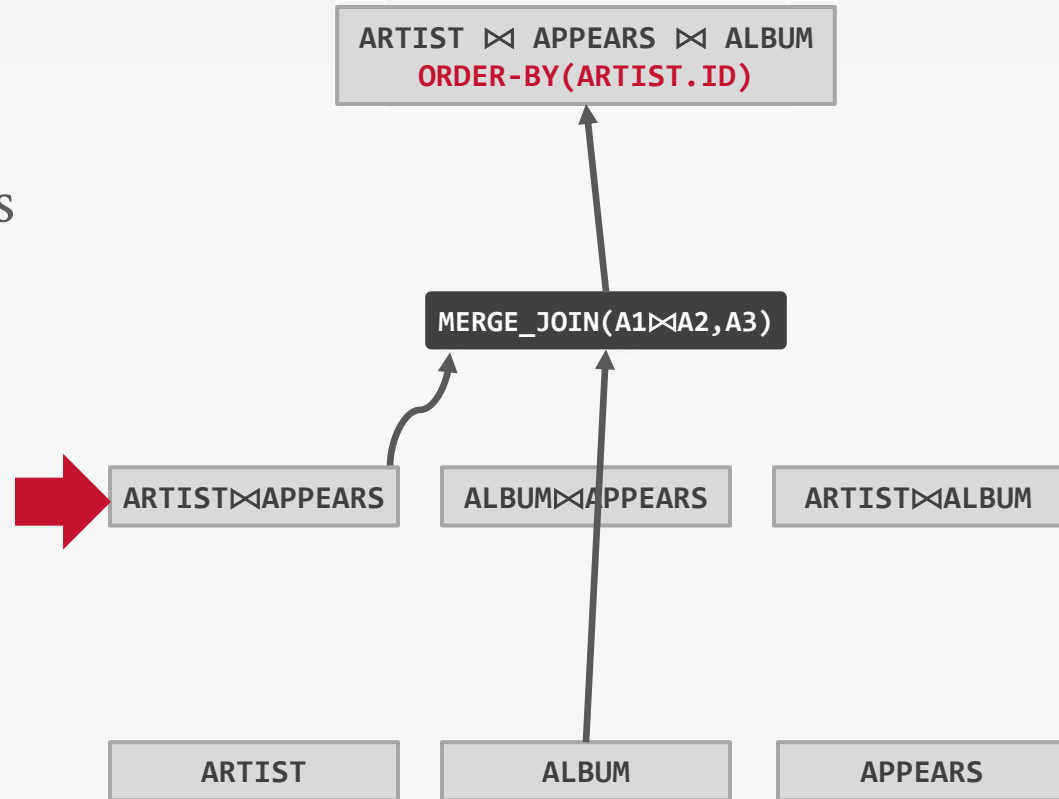 ARTIST ⋈ APPEARS ⋈ ALBUM
ORDER-BY(ARTIST.ID)
s
MERGE_JOIN(A1⋈A2,A3)
ARTIST⋈APPEARS
ALBUM⋈APPEARS
ARTIST⋈ALBUM
ARTIST
ALBUM
APPEARS